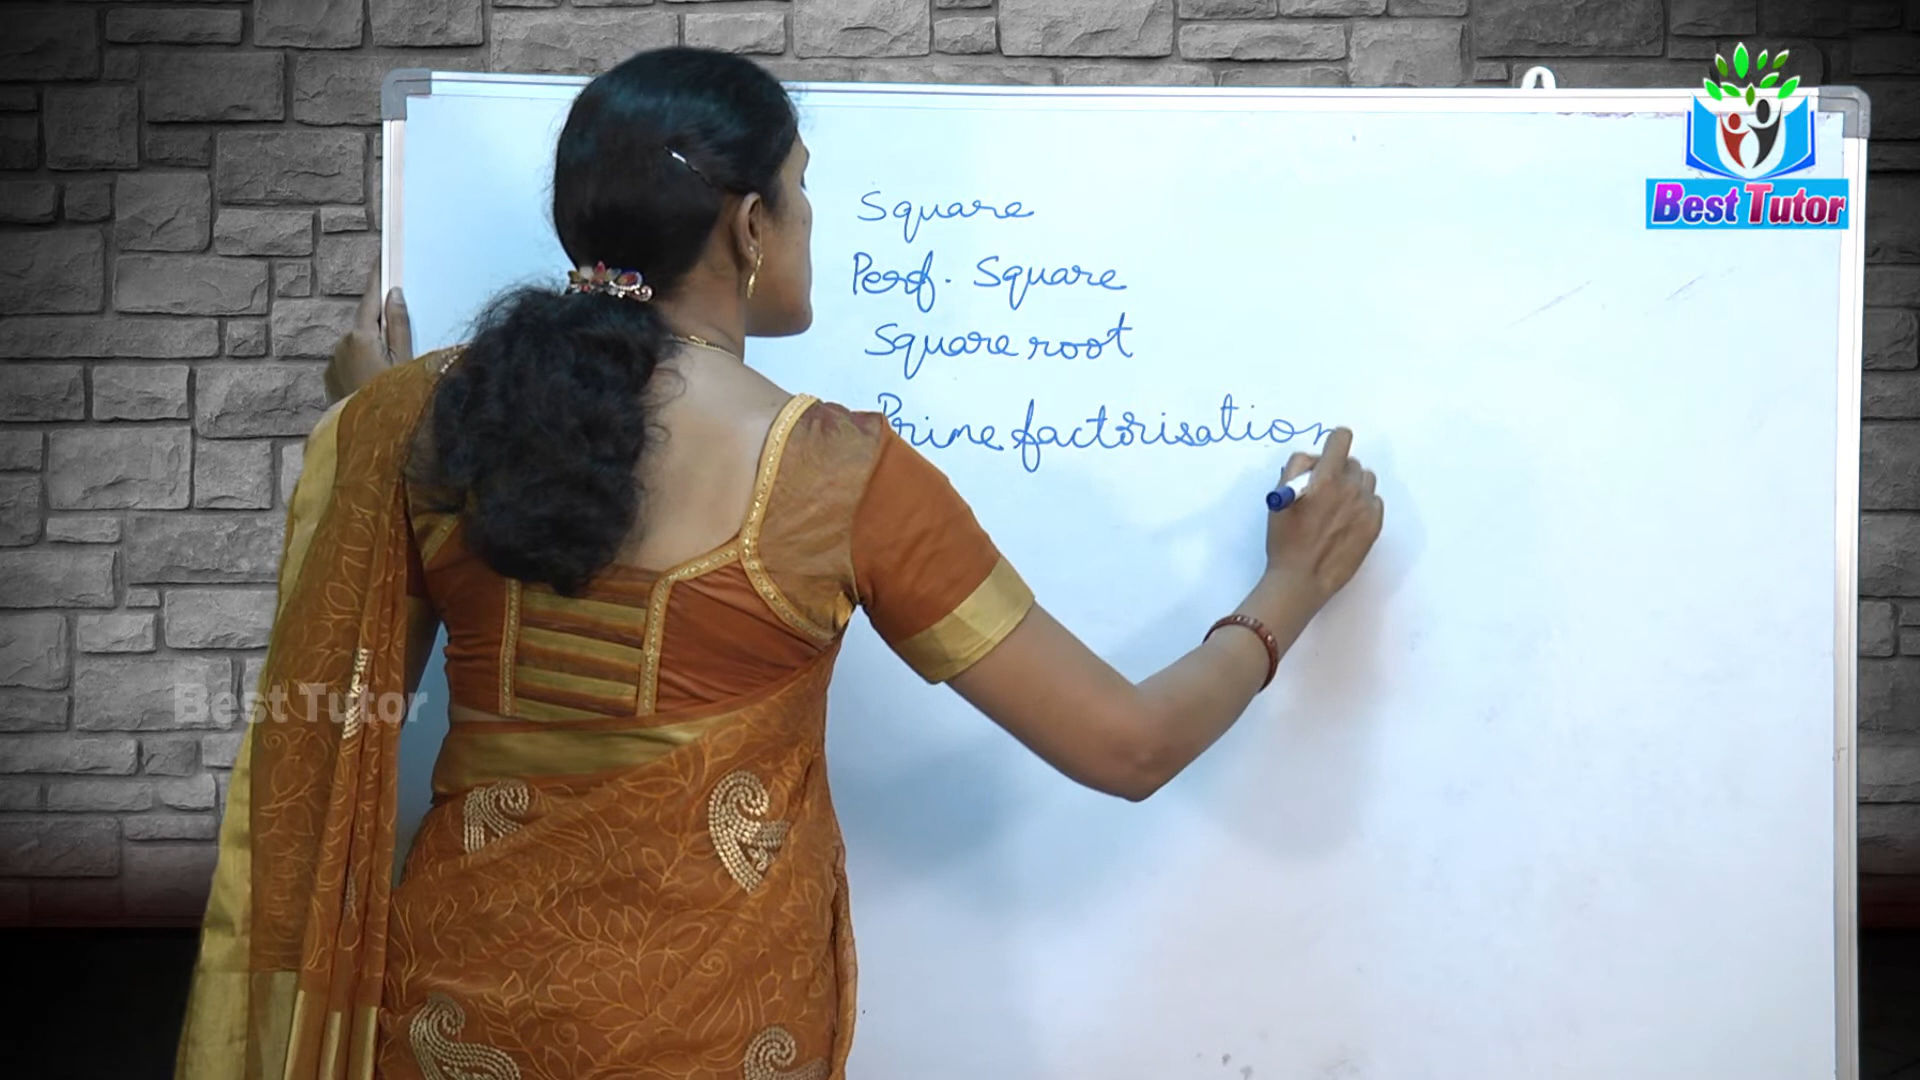 Best Tutor
Square
Perf. Square
Square root
Prime factorisation
Best Tutor